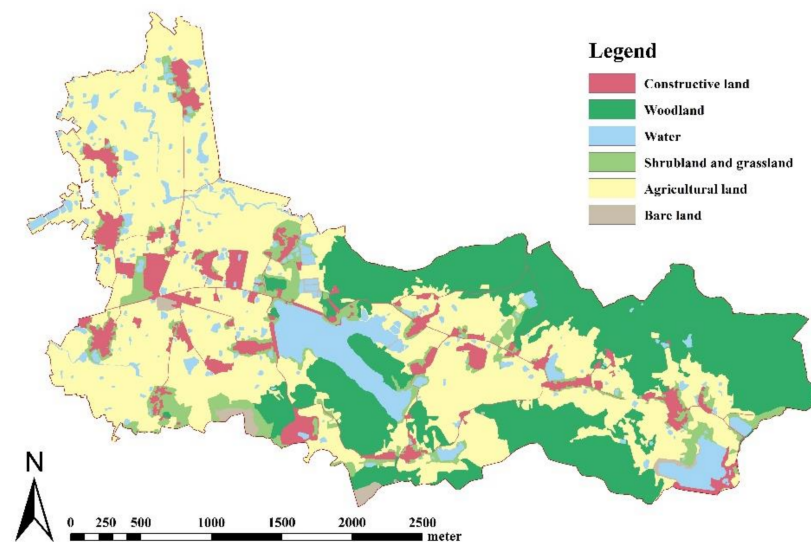 Legend
Constructive land
Woodland
Water
Shrubland and grassland
Agricultural land
Bare land
N
0 250 500 1000 1500 2000 2500
meter